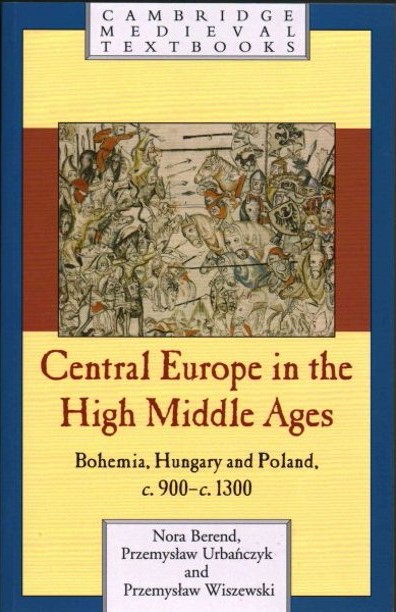 CAMBRIDGE
MEDIEVAL
TEXTBOOKS
Central Europe in the
High Middle Ages
Bohemia, Hungary and Poland,
c. 900–c. 1300
Nora Berend,
Przemysław Urbańczyk
and
Przemysław Wiszewski